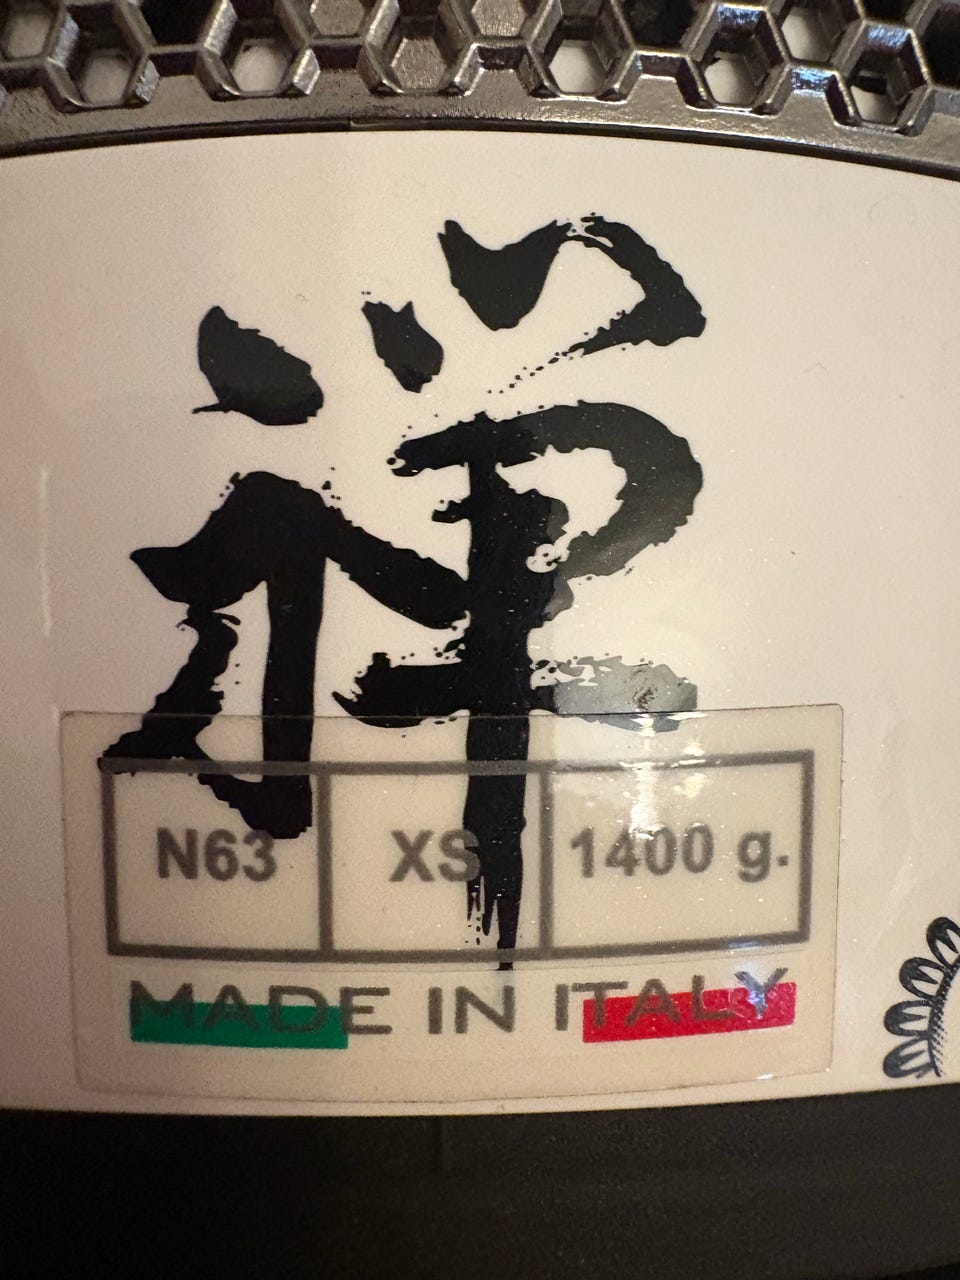 禅
N63 XS 1400 g.
MADE IN ITALY